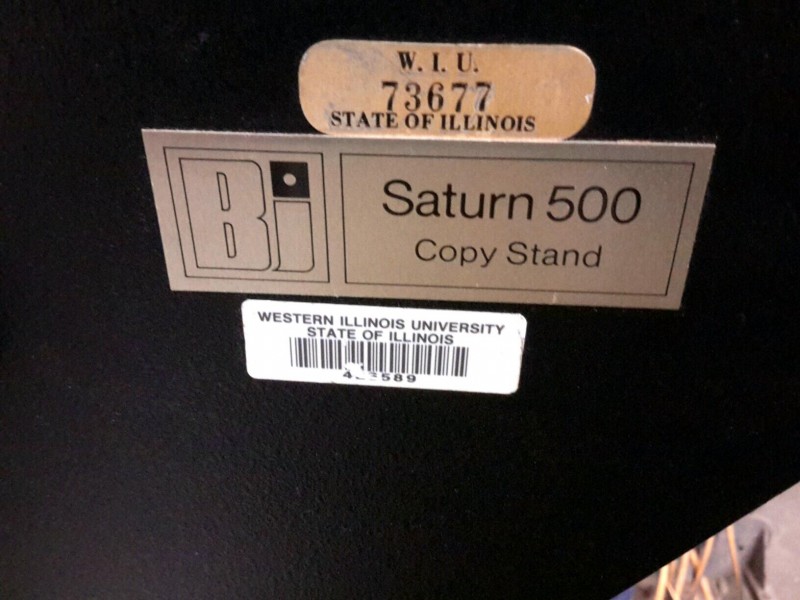 W. I. U.
73677
STATE OF ILLINOIS
Bi
Saturn 500
Copy Stand
WESTERN ILLINOIS UNIVERSITY
STATE OF ILLINOIS